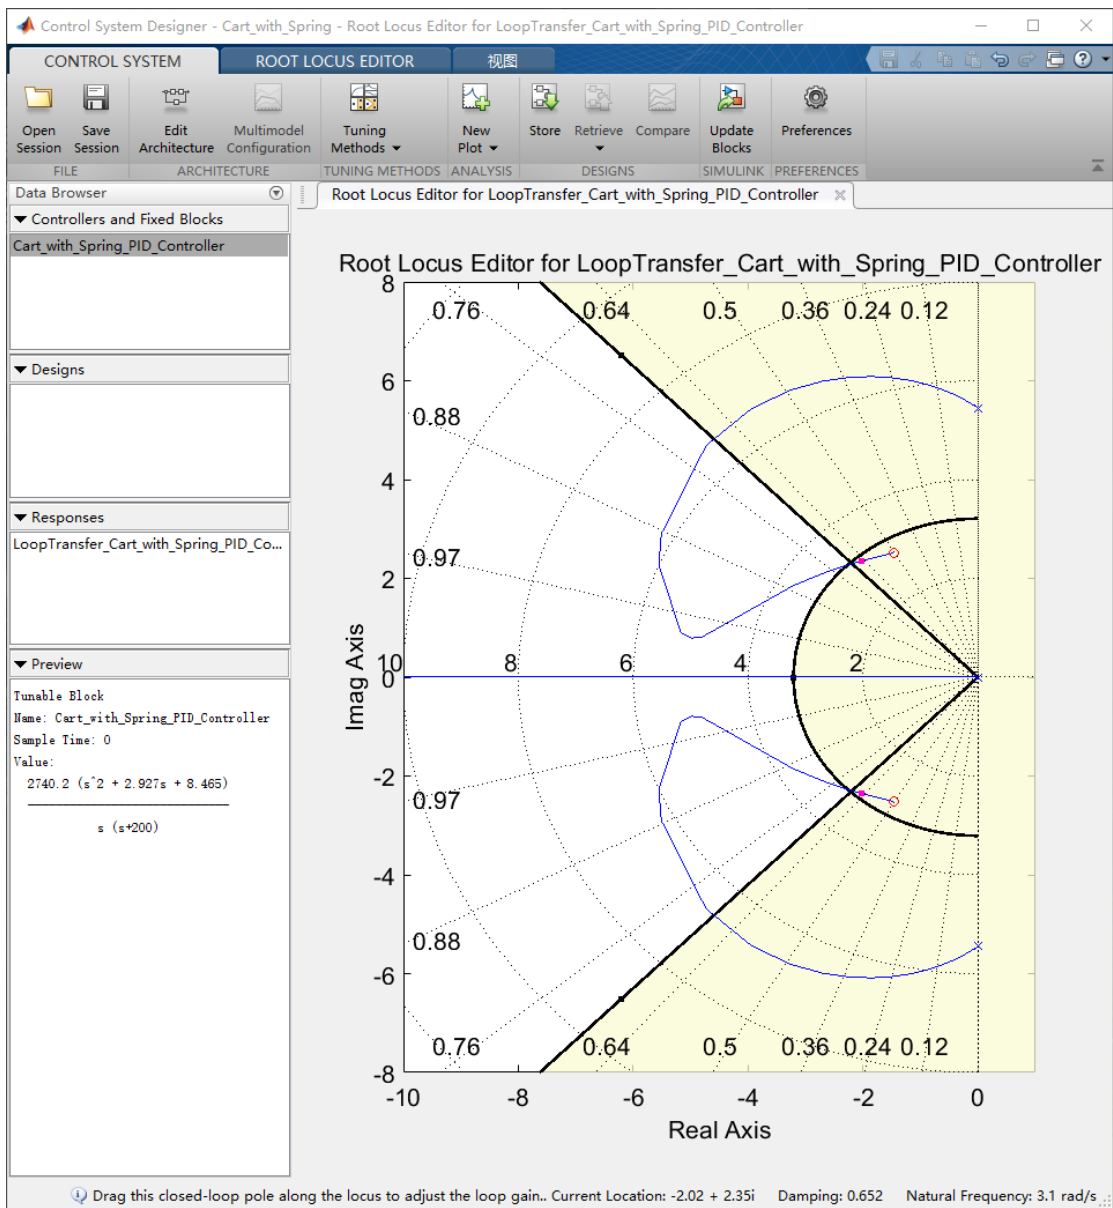 Control System Designer - Cart_with_Spring - Root Locus Editor for LoopTransfer_Cart_with_Spring_PID_Controller
CONTROL SYSTEM ROOT LOCUS EDITOR 视图
Open Session Save Session Edit Architecture Multimodel Configuration Tuning Methods New Plot Store Retrieve Compare Update Blocks Preferences
FILE ARCHITECTURE TUNING METHODS ANALYSIS DESIGNS SIMULINK PREFERENCES
Data Browser
Controllers and Fixed Blocks
Cart_with_Spring_PID_Controller
Designs
Responses
LoopTransfer_Cart_with_Spring_PID_Co...
Preview
Tunable Block
Name: Cart_with_Spring_PID_Controller
Sample Time: 0
Value:
2740.2 (s^2 + 2.927s + 8.465)
s (s+200)
Root Locus Editor for LoopTransfer_Cart_with_Spring_PID_Controller
Root Locus Editor for LoopTransfer_Cart_with_Spring_PID_Controller
8
0.76 0.64 0.5 0.36 0.24 0.12
6
0.88
4
0.97
2
10 8 6 4 2
0
Imag Axis
-2
0.97
-4
0.88
-6
0.76 0.64 0.5 0.36 0.24 0.12
-8
-10 -8 -6 -4 -2 0
Real Axis
Drag this closed-loop pole along the locus to adjust the loop gain.. Current Location: -2.02 + 2.35i Damping: 0.652 Natural Frequency: 3.1 rad/s